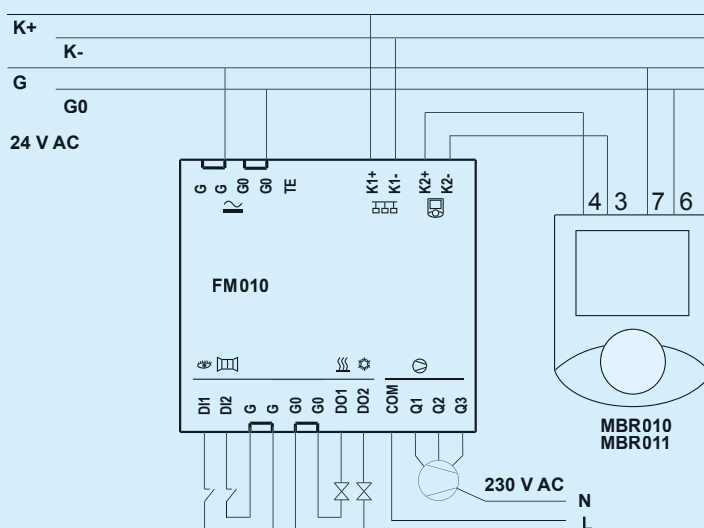 K+
K-
G
G0
24 V AC
G G G0 G0 TE K1+ K1- K2+ K2-
4 3 7 6
FM010
DI1 DI2 G G G0 G0 DO1 DO2 COM Q1 Q2 Q3
MBR010
MBR011
230 V AC
N
L